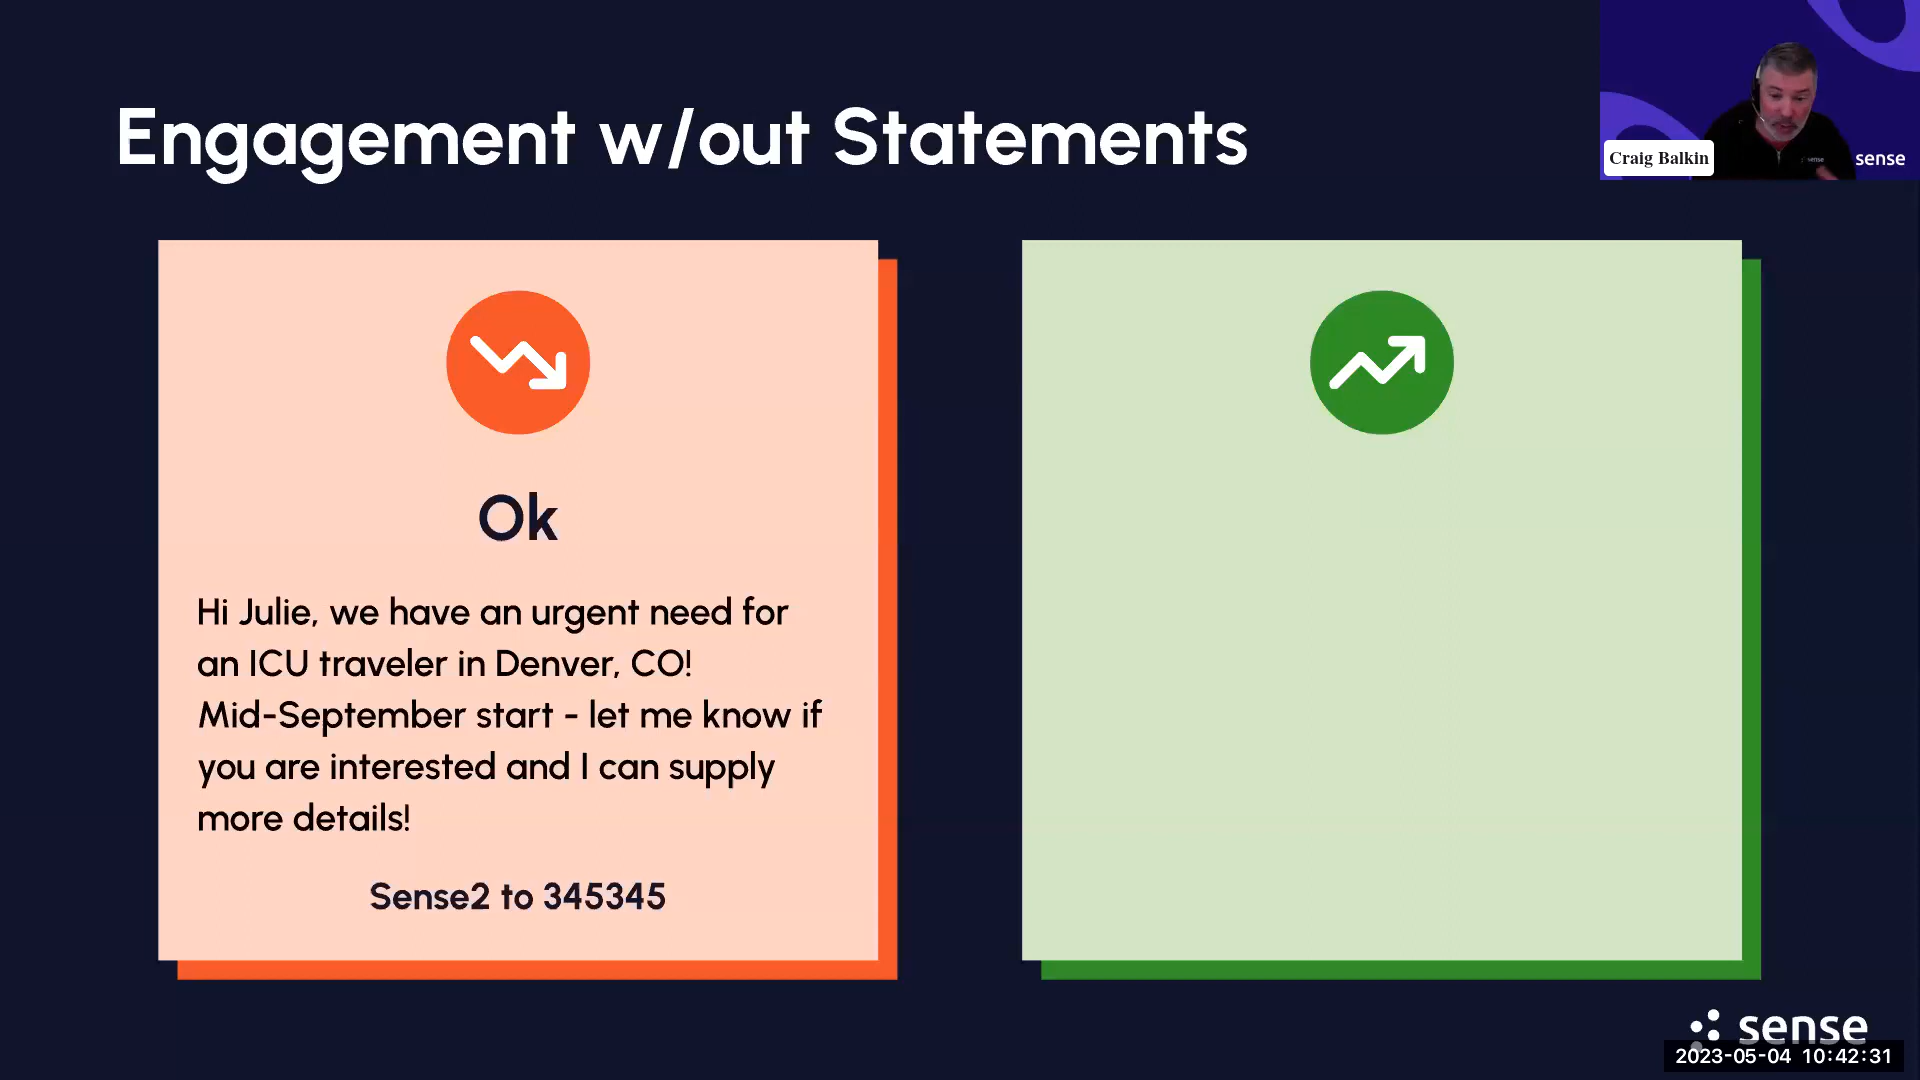 Engagement w/out Statements
Craig Balkin
sense
Ok
Hi Julie, we have an urgent need for
an ICU traveler in Denver, CO!
Mid-September start - let me know if
you are interested and I can supply
more details!
Sense2 to 345345
sense
2023-05-04 10:42:31